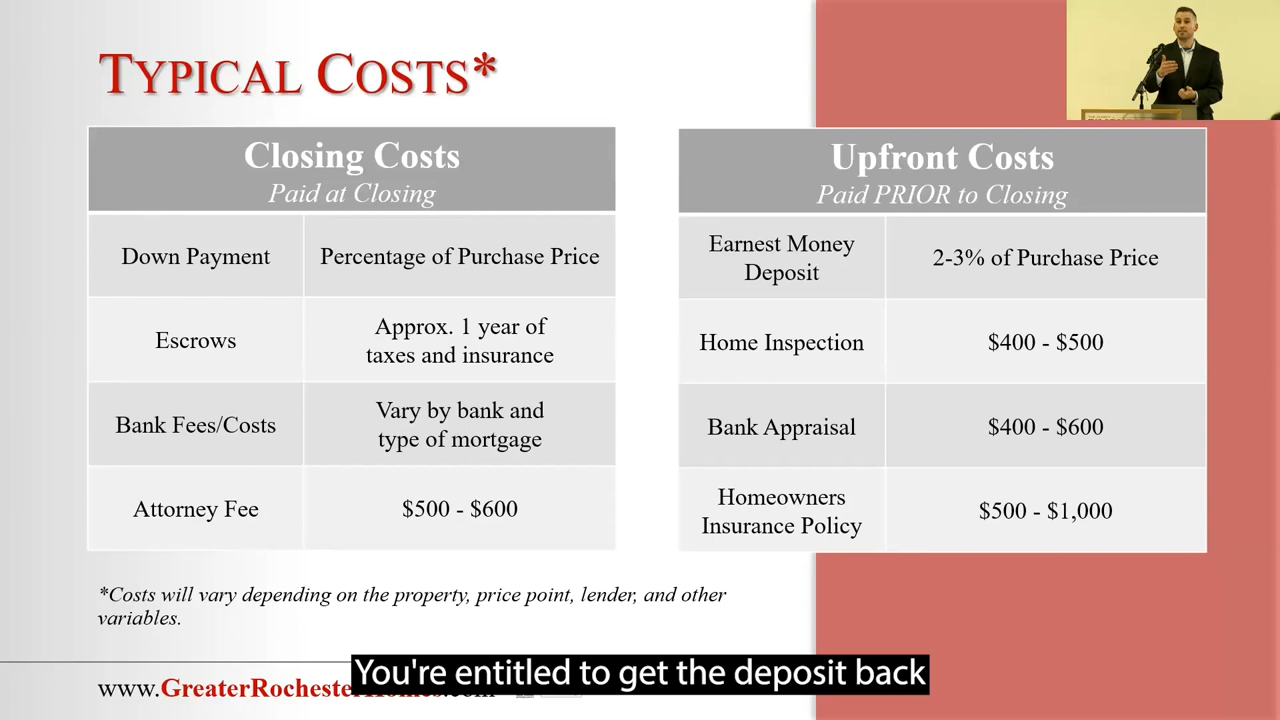 TYPICAL COSTS*
Closing Costs
Paid at Closing
Down Payment
Percentage of Purchase Price
Escrows
Approx. 1 year of
taxes and insurance
Bank Fees/Costs
Vary by bank and
type of mortgage
Attorney Fee
$500 - $600
Upfront Costs
Paid PRIOR to Closing
Earnest Money
Deposit
2-3% of Purchase Price
Home Inspection
$400 - $500
Bank Appraisal
$400 - $600
Homeowners
Insurance Policy
$500 - $1,000
*Costs will vary depending on the property, price point, lender, and other
variables.
www.GreaterRochesterHomes.com
You're entitled to get the deposit back